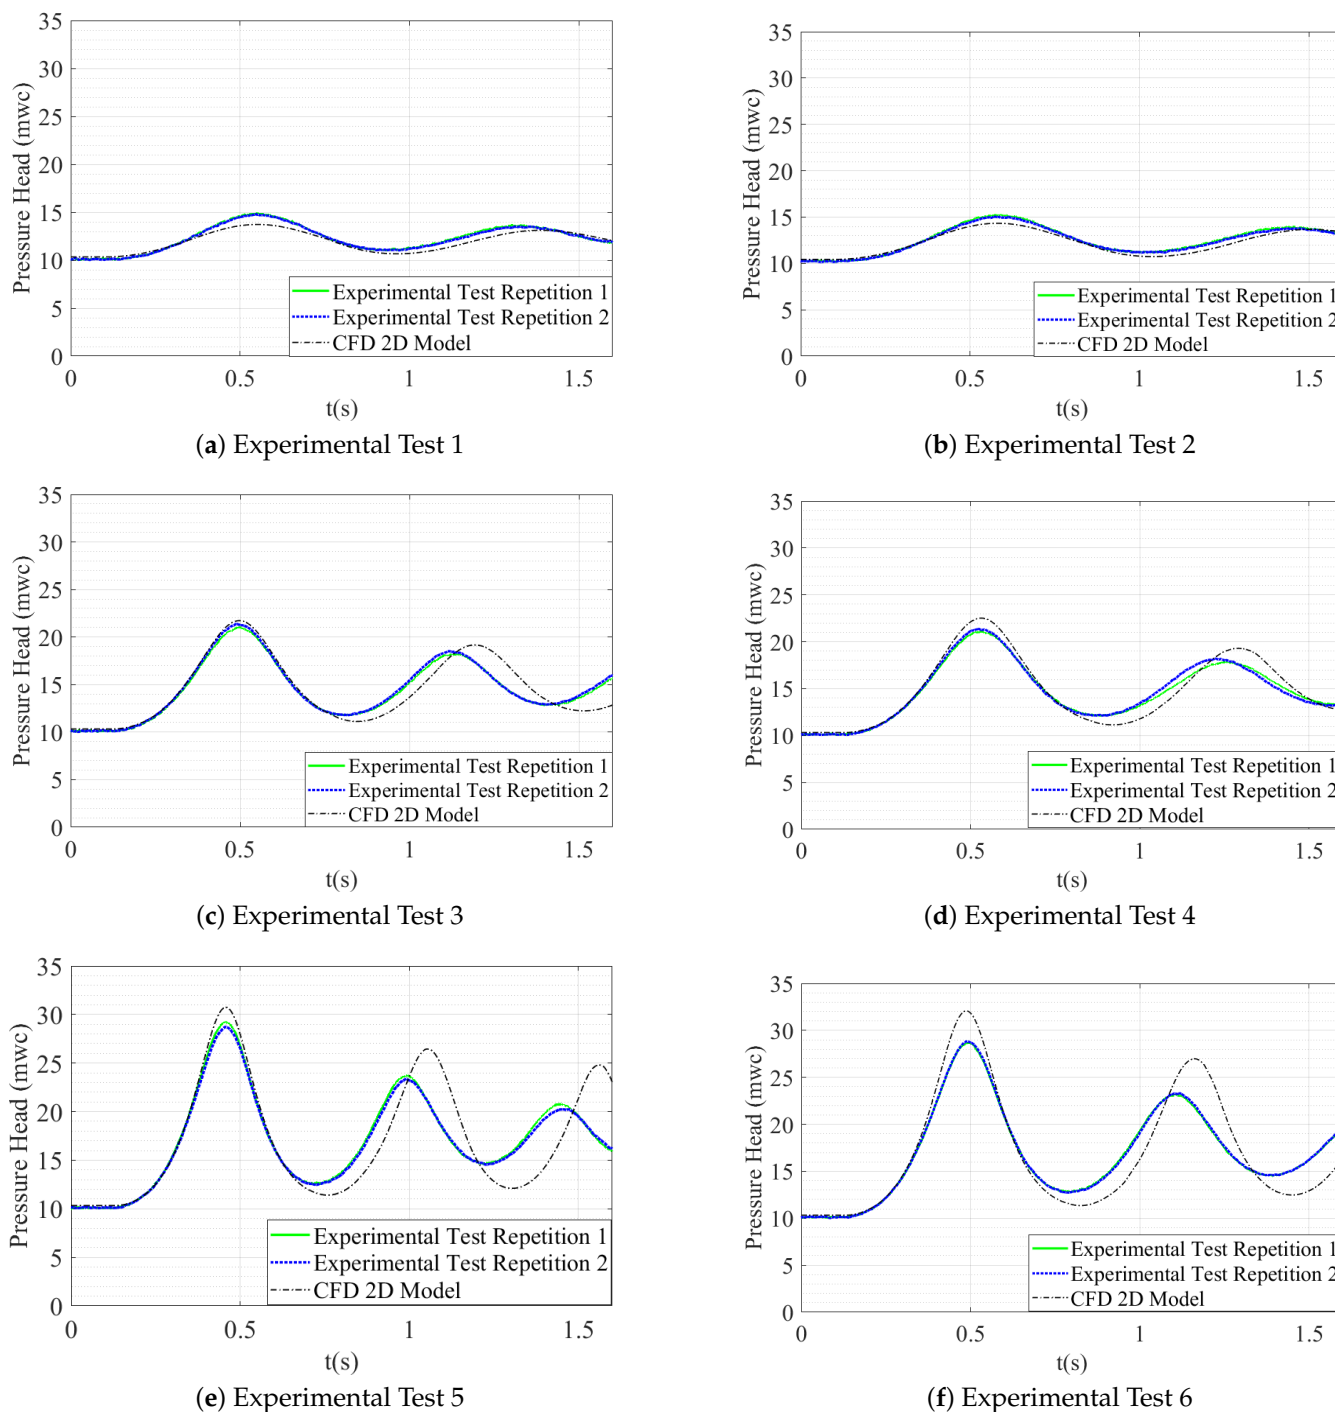 35
30
25
20
15
10
5
0
Pressure Head (mwc)
Experimental Test Repetition 1
Experimental Test Repetition 2
CFD 2D Model
0
0.5
1
1.5
t(s)
(a) Experimental Test 1
35
30
25
20
15
10
5
0
Pressure Head (mwc)
Experimental Test Repetition 1
Experimental Test Repetition 2
CFD 2D Model
0
0.5
1
1.5
t(s)
(b) Experimental Test 2
35
30
25
20
15
10
5
0
Pressure Head (mwc)
Experimental Test Repetition 1
Experimental Test Repetition 2
CFD 2D Model
0
0.5
1
1.5
t(s)
(c) Experimental Test 3
35
30
25
20
15
10
5
0
Pressure Head (mwc)
Experimental Test Repetition 1
Experimental Test Repetition 2
CFD 2D Model
0
0.5
1
1.5
t(s)
(d) Experimental Test 4
35
30
25
20
15
10
5
0
Pressure Head (mwc)
Experimental Test Repetition 1
Experimental Test Repetition 2
CFD 2D Model
0
0.5
1
1.5
t(s)
(e) Experimental Test 5
35
30
25
20
15
10
5
0
Pressure Head (mwc)
Experimental Test Repetition 1
Experimental Test Repetition 2
CFD 2D Model
0
0.5
1
1.5
t(s)
(f) Experimental Test 6